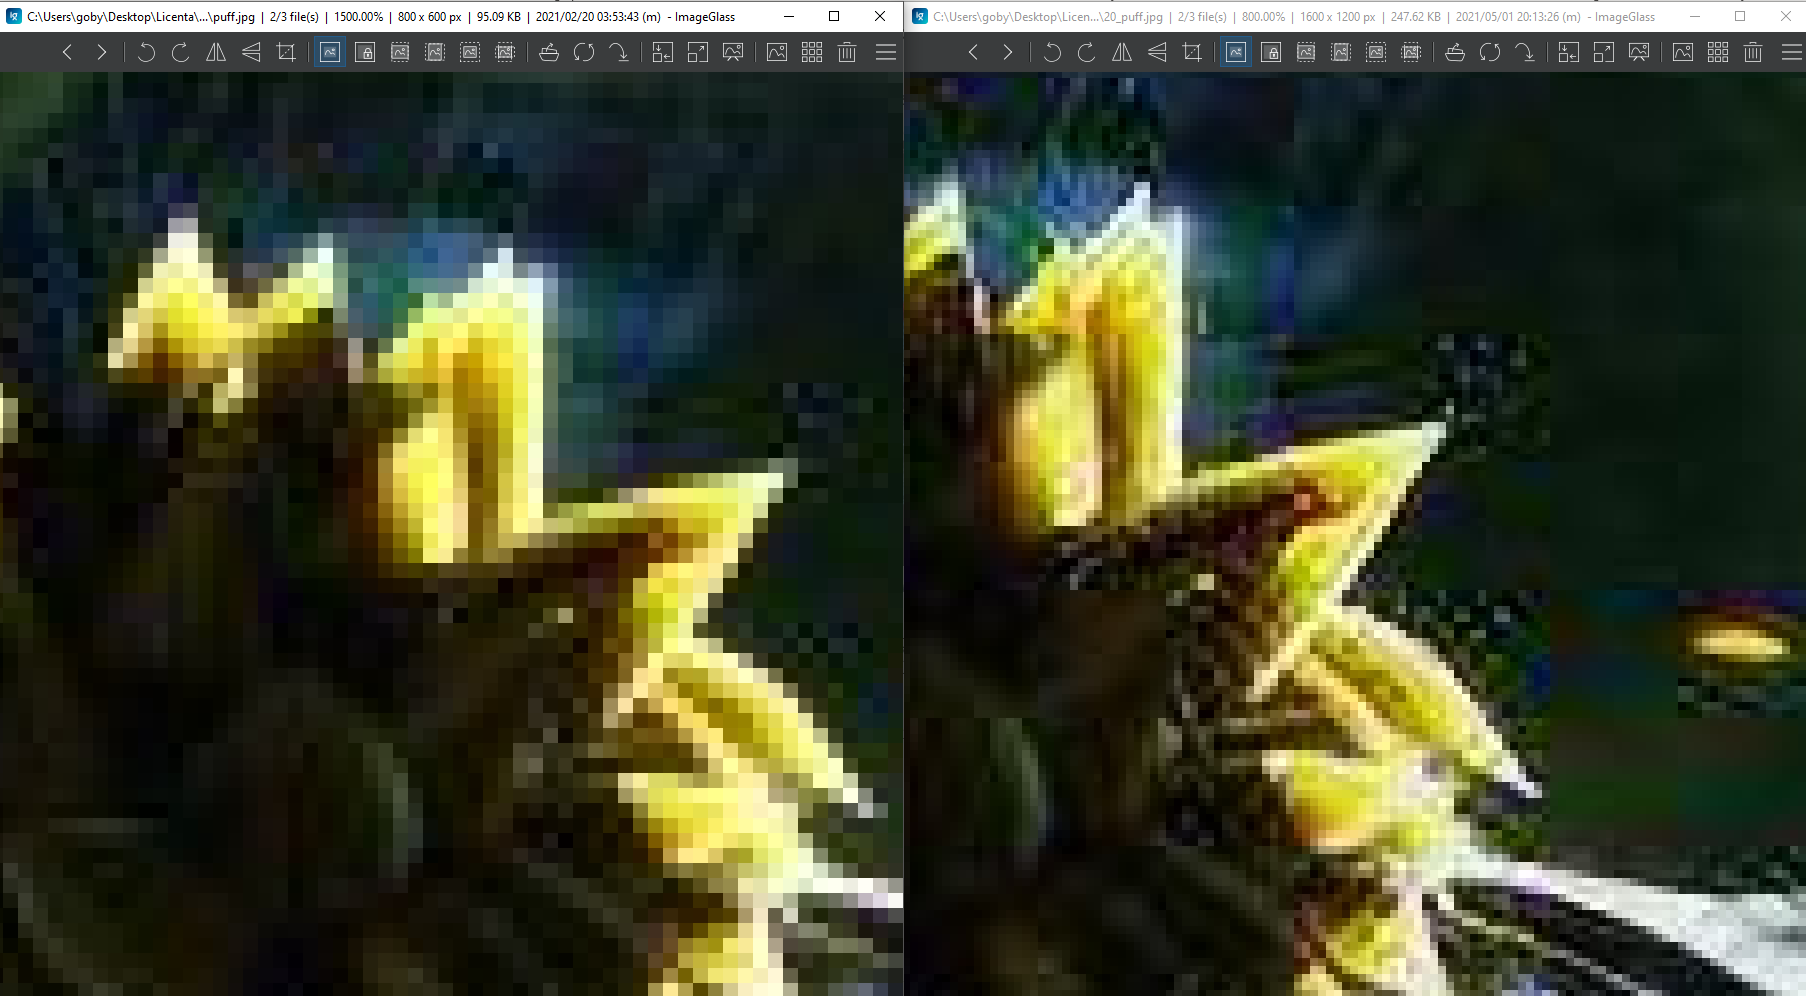 C:\Users\goby\Desktop\Licenta\...\puff.jpg | 2/3 file(s) | 1500.00% | 800 x 600 px | 95.09 KB | 2021/02/20 03:53:43 (m) - ImageGlass
C:\Users\goby\Desktop\Licen...\20_puff.jpg | 2/3 file(s) | 800.00% | 1600 x 1200 px | 247.62 KB | 2021/05/01 20:13:26 (m) - ImageGlass